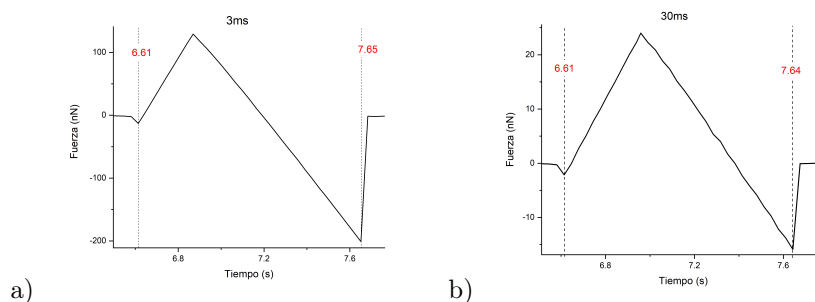 3ms
6.61
7.65
Fuerza (nN)
100
0
-100
-200
6.8
7.2
7.6
Tiempo (s)
a)
30ms
6.61
7.64
Fuerza (nN)
20
10
0
-10
6.8
7.2
7.6
Tiempo (s)
b)